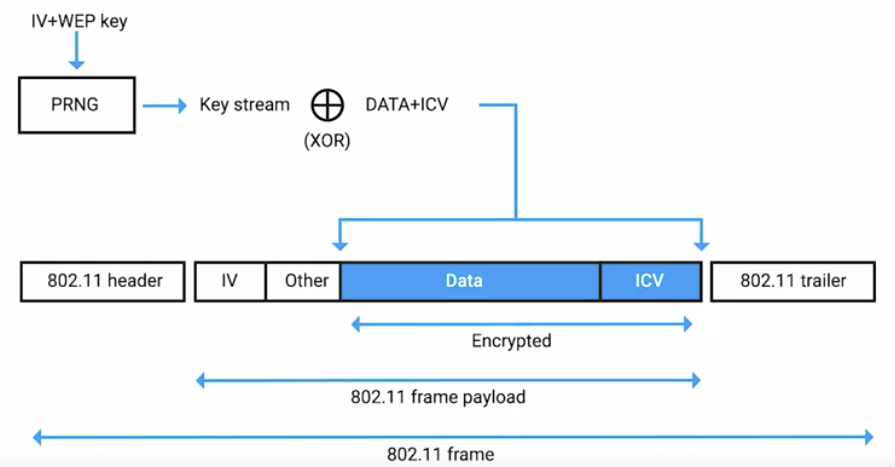 IV+WEP key
PRNG
Key stream
DATA+ICV
(XOR)
802.11 header
IV
Other
Data
ICV
802.11 trailer
Encrypted
802.11 frame payload
802.11 frame